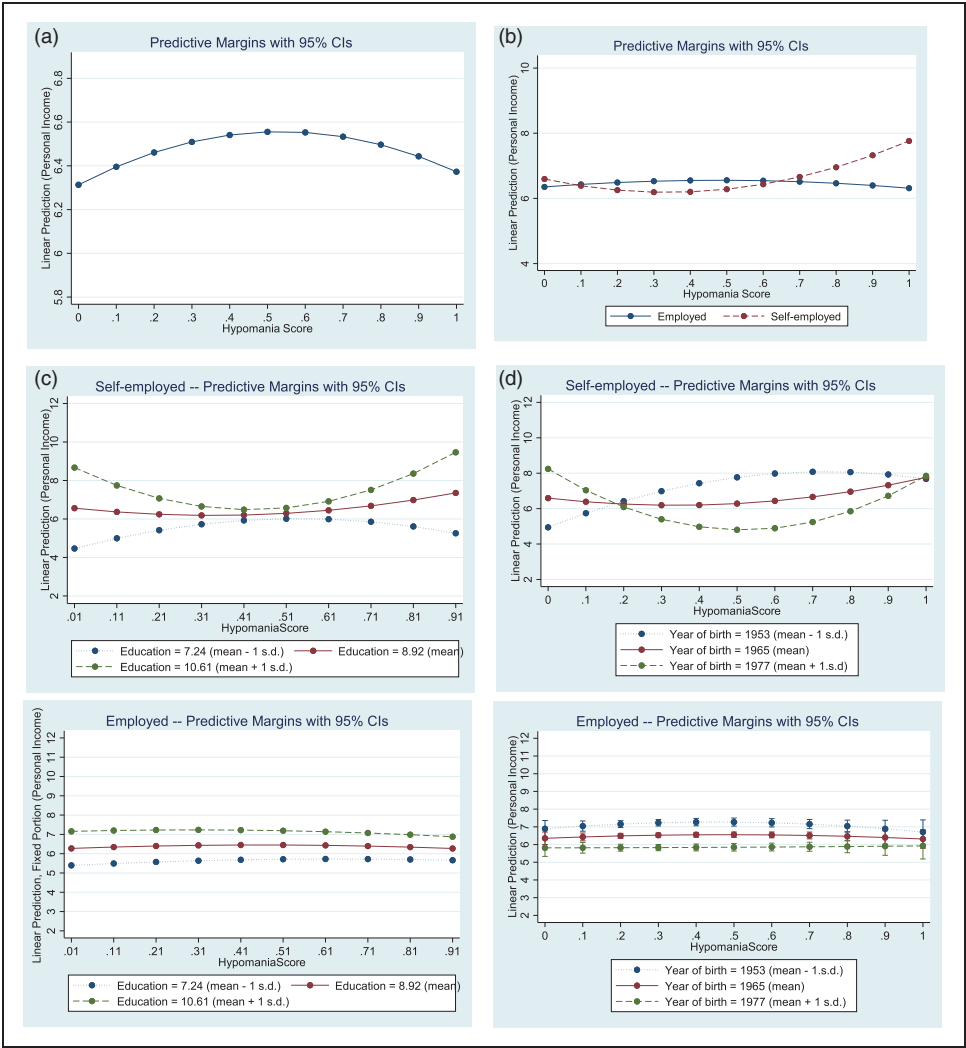 (a)
Predictive Margins with 95% CIs
Linear Prediction (Personal Income)
6.8
6.6
6.4
6.2
6
5.8
0 .1 .2 .3 .4 .5 .6 .7 .8 .9 1
Hypomania Score
(b)
Predictive Margins with 95% CIs
Linear Prediction (Personal Income)
10
8
6
4
0 .1 .2 .3 .4 .5 .6 .7 .8 .9 1
Hypomania Score
Employed Self-employed
(c)
Self-employed -- Predictive Margins with 95% CIs
Linear Prediction (Personal Income)
12
10
8
6
4
2
.01 .11 .21 .31 .41 .51 .61 .71 .81 .91
HypomaniaScore
Education = 7.24 (mean - 1 s.d.) Education = 8.92 (mean)
Education = 10.61 (mean + 1 s.d.)
(d)
Self-employed -- Predictive Margins with 95% CIs
Linear Prediction (Personal Income)
12
10
8
6
4
2
0 .1 .2 .3 .4 .5 .6 .7 .8 .9 1
HypomaniaScore
Year of birth = 1953 (mean - 1 s.d.)
Year of birth = 1965 (mean)
Year of birth = 1977 (mean + 1.s.d)
Employed -- Predictive Margins with 95% CIs
Linear Prediction, Fixed Portion (Personal Income)
12
11
10
9
8
7
6
5
4
3
2
.01 .11 .21 .31 .41 .51 .61 .71 .81 .91
HypomaniaScore
Education = 7.24 (mean - 1 s.d.) Education = 8.92 (mean)
Education = 10.61 (mean + 1 s.d.)
Employed -- Predictive Margins with 95% CIs
Linear Prediction (Personal Income)
12
11
10
9
8
7
6
5
4
3
2
0 .1 .2 .3 .4 .5 .6 .7 .8 .9 1
HypomaniaScore
Year of birth = 1953 (mean - 1.s.d.)
Year of birth = 1965 (mean)
Year of birth = 1977 (mean + 1 s.d.)